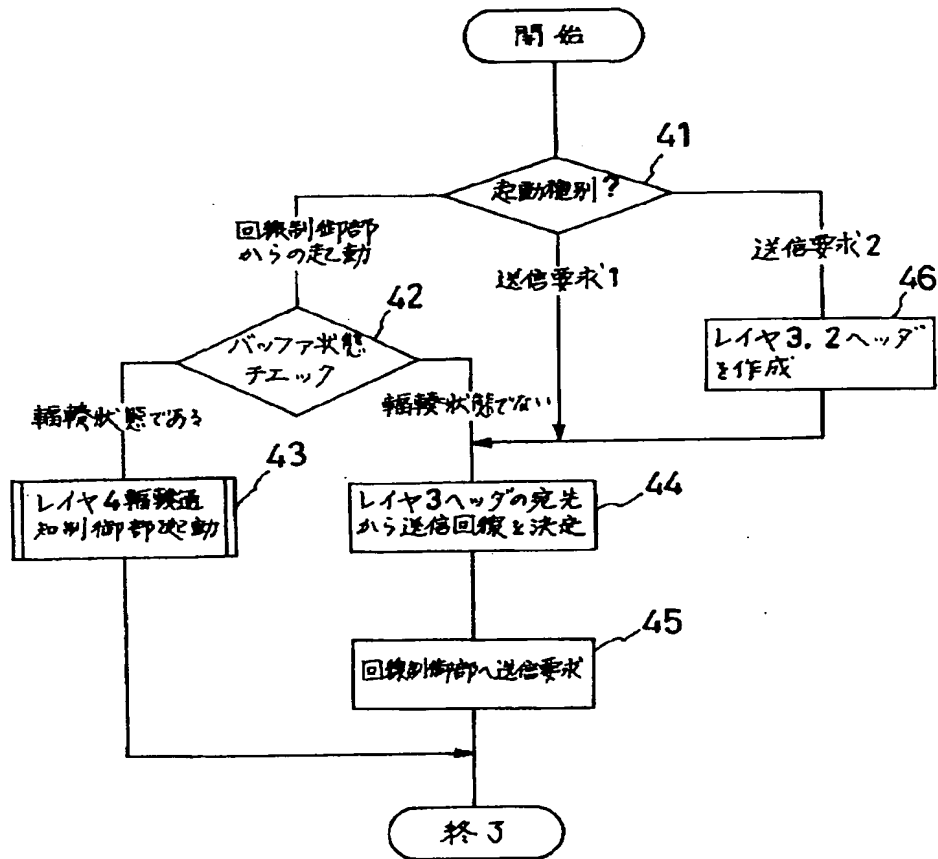 開始
41
起動種別?
回線制御部
からの起動
送信要求1
送信要求2
46
42
バッファ状態
チェック
レイヤ3.2ヘッダ
を作成
輻輳状態である
輻輳状態でない
43
レイヤ4輻輳通
知制御部起動
44
レイヤ3ヘッダの宛先
から送信回線を決定
45
回線制御部へ送信要求
終了